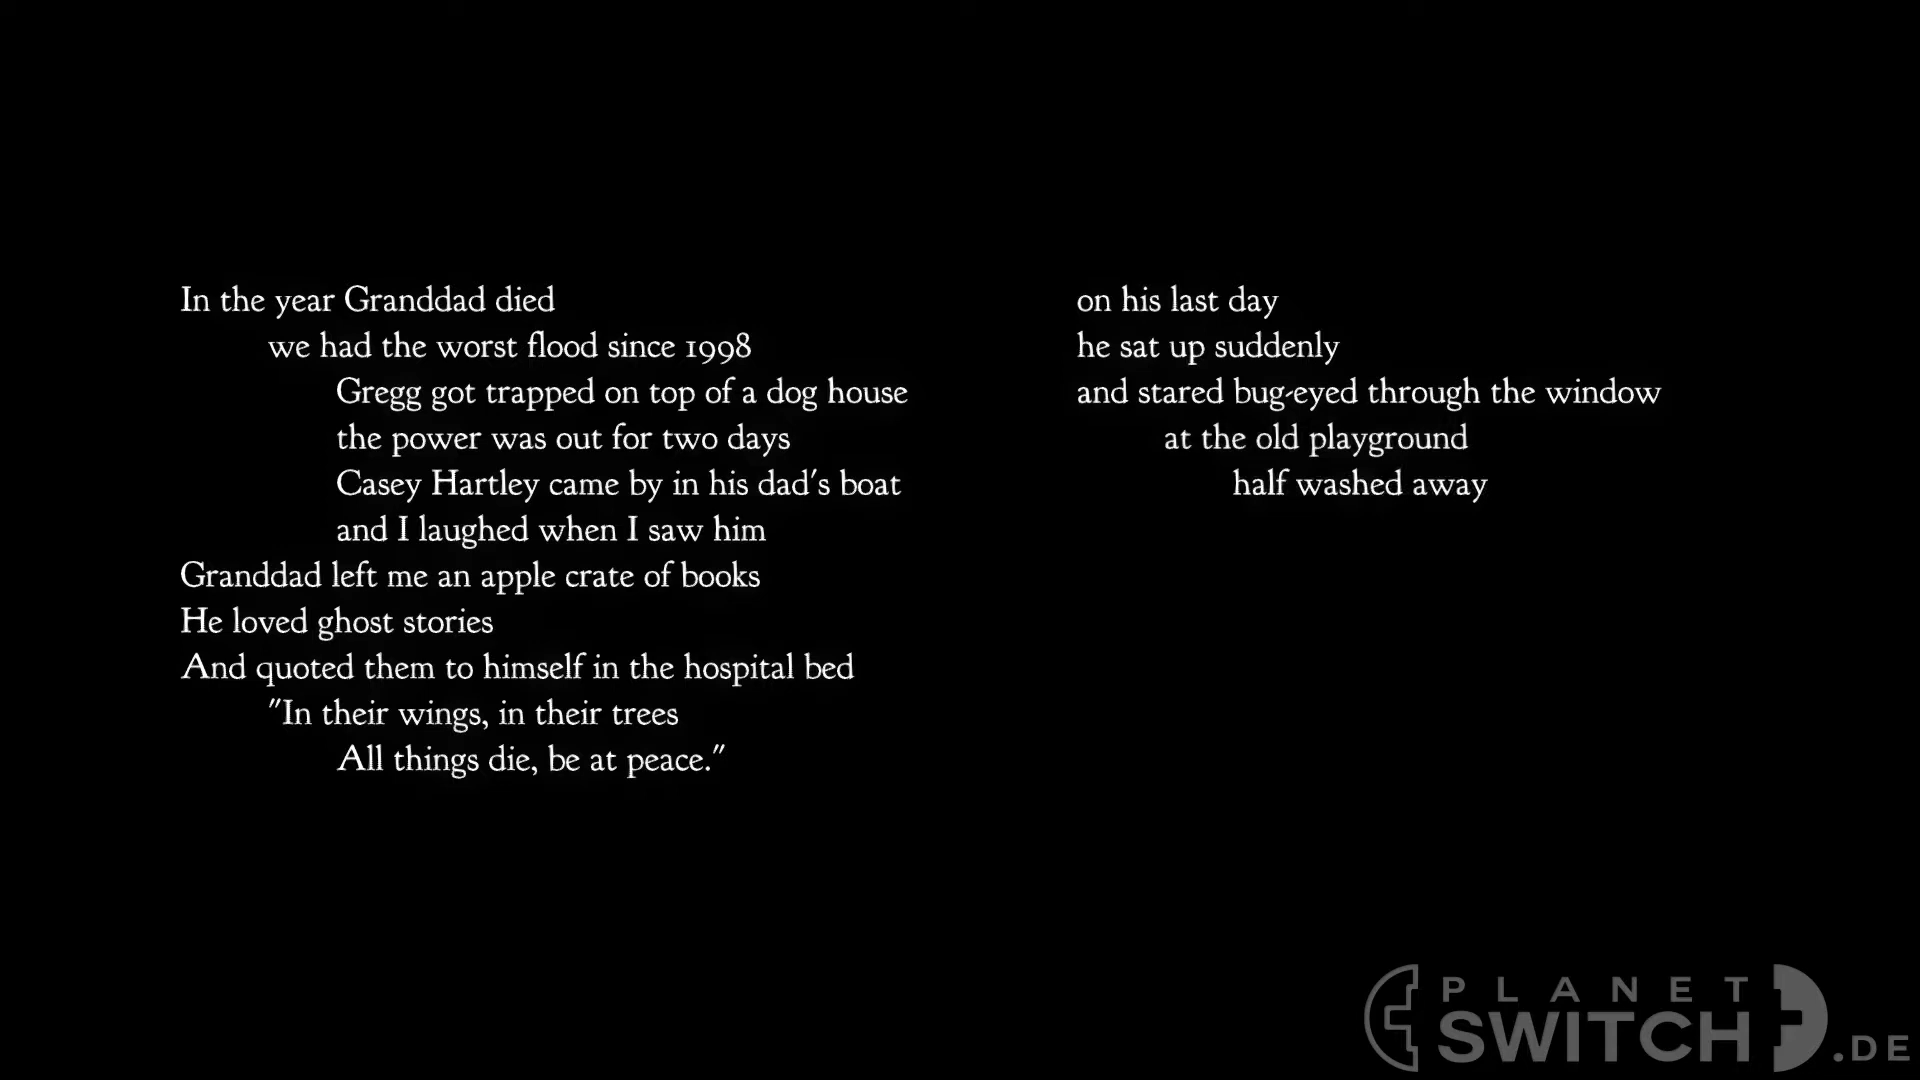 In the year Granddad died
we had the worst flood since 1998
Gregg got trapped on top of a dog house
the power was out for two days
Casey Hartley came by in his dad's boat
and I laughed when I saw him
Granddad left me an apple crate of books
He loved ghost stories
And quoted them to himself in the hospital bed
"In their wings, in their trees
All things die, be at peace."
on his last day
he sat up suddenly
and stared bug-eyed through the window
at the old playground
half washed away
PLANET
SWITCH.DE